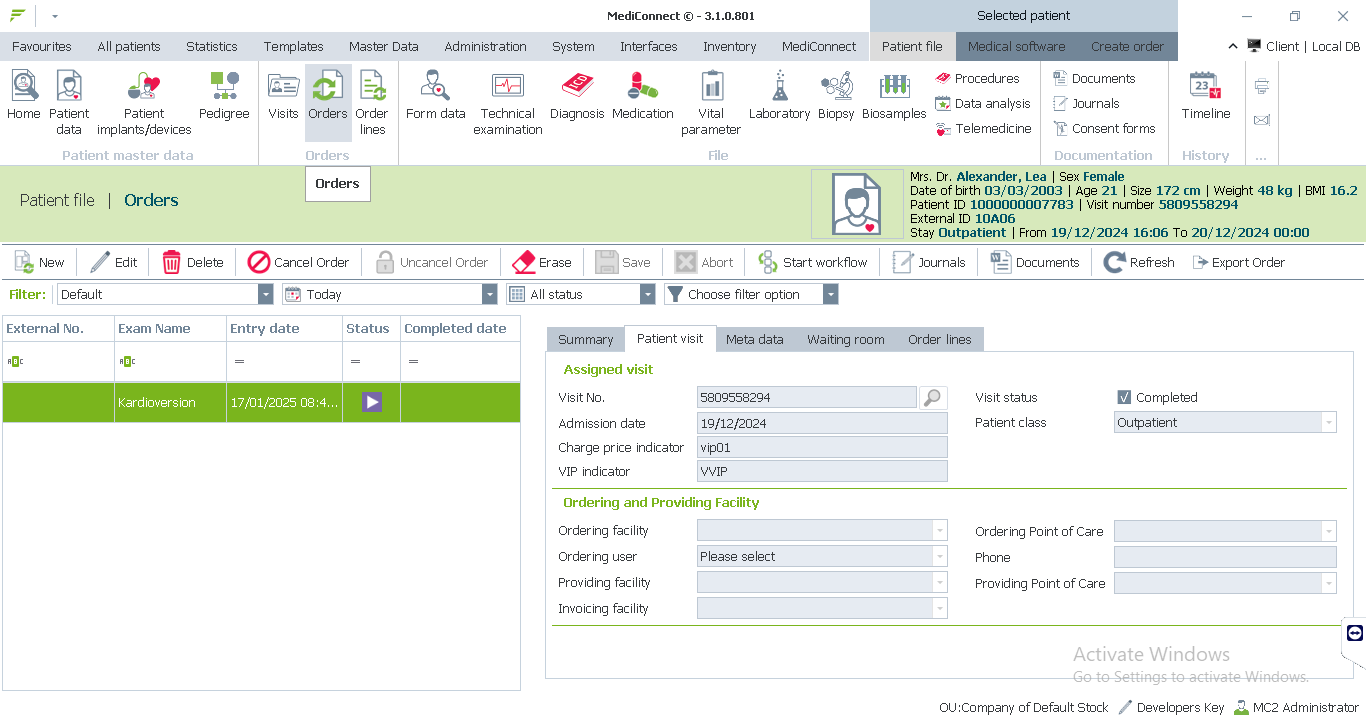 MediConnect © - 3.1.0.801
Selected patient
Favourites All patients Statistics Templates Master Data Administration System Interfaces Inventory MediConnect Patient file Medical software Create order Client | Local DB
Home
Patient data
Patient implants/devices
Pedigree
Patient master data
Visits
Orders
Order lines
Orders
Form data
Technical examination
Diagnosis
Medication
Vital parameter
Laboratory
Biopsy
Biosamples
Procedures
Data analysis
Telemedicine
File
Documents
Journals
Consent forms
Documentation
Timeline
History
...
Orders
Patient file | Orders
Mrs. Dr. Alexander, Lea | Sex Female
Date of birth 03/03/2003 | Age 21 | Size 172 cm | Weight 48 kg | BMI 16.2
Patient ID 1000000007783 | Visit number 5809558294
External ID 10A06
Stay Outpatient | From 19/12/2024 16:06 To 20/12/2024 00:00
New Edit Delete Cancel Order Uncancel Order Erase Save Abort Start workflow Journals Documents Refresh Export Order
Filter: Default Today All status Choose filter option
External No. Exam Name Entry date Status Completed date
ABC ABC = = =
Kardioversion 17/01/2025 08:4...
Summary Patient visit Meta data Waiting room Order lines
Assigned visit
Visit No. 5809558294 Visit status Completed
Admission date 19/12/2024 Patient class Outpatient
Charge price indicator vip01
VIP indicator VVIP
Ordering and Providing Facility
Ordering facility Ordering Point of Care
Ordering user Please select Phone
Providing facility Providing Point of Care
Invoicing facility
Activate Windows
Go to Settings to activate Windows.
OU:Company of Default Stock Developers Key MC2 Administrator